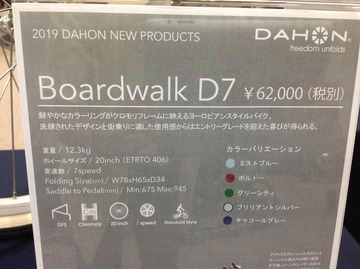 2019 DAHON NEW PRODUCTS
DAHON
freedom unfolds
Boardwalk D7 ¥62,000 (税別)
鮮やかなカラーリングがクロモリフレームに映えるヨーロピアンスタイルバイク。
洗練されたデザインと街乗りに適した使用感からはエントリーグレードを超えた喜びが得られる。
重量 / 12.3kg
ホイールサイズ / 20inch (ETRTO 406)
変速数 / 7speed
Folding Size(cm) / W78xH65xD34
Saddle to Pedal(mm) / Min:675 Max:945
DFS
Chromoly
20 inch
7 speed
Standard Style
カラーバリエーション
ミストブルー
ボルドー
グリーンティ
ブリリアントシルバー
チャコールグレー